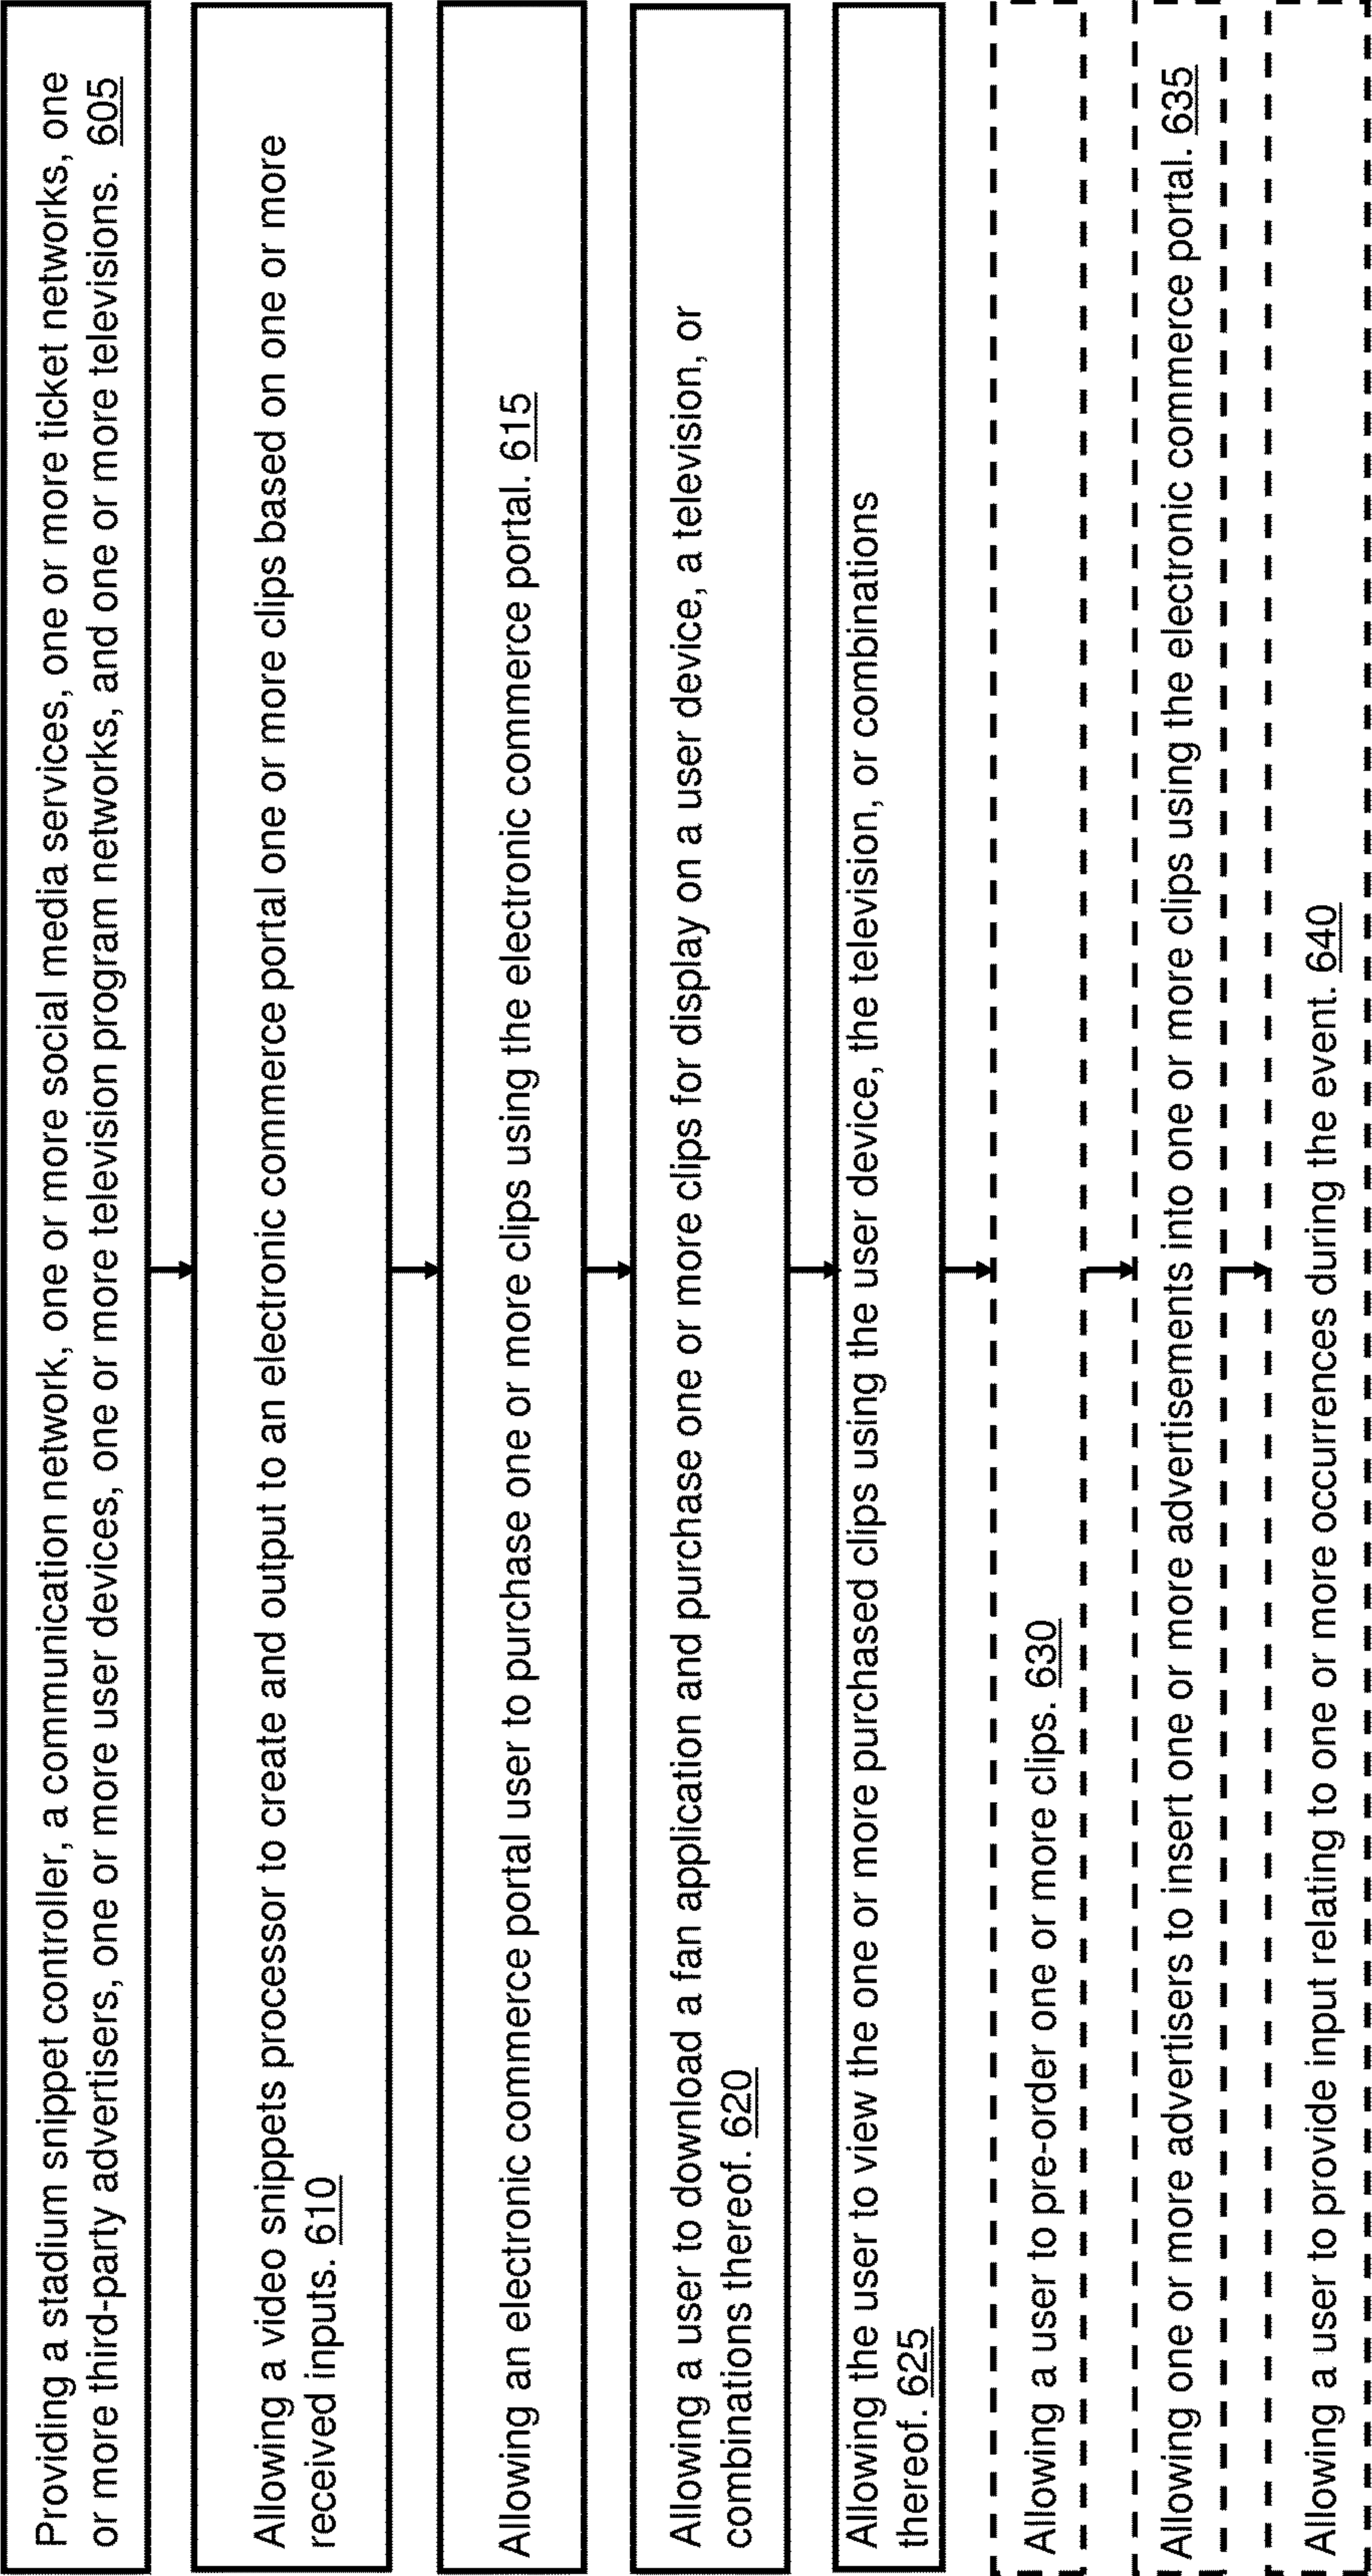 Providing a stadium snippet controller, a communication network, one or more social media services, one or more ticket networks, one
or more third-party advertisers, one or more user devices, one or more television program networks, and one or more televisions. 605
Allowing a video snippets processor to create and output to an electronic commerce portal one or more clips based on one or more
received inputs. 610
Allowing an electronic commerce portal user to purchase one or more clips using the electronic commerce portal. 615
Allowing a user to download a fan application and purchase one or more clips for display on a user device, a television, or
combinations thereof. 620
Allowing the user to view the one or more purchased clips using the user device, the television, or combinations
thereof. 625
Allowing a user to pre-order one or more clips. 630
Allowing one or more advertisers to insert one or more advertisements into one or more clips using the electronic commerce portal. 635
Allowing a user to provide input relating to one or more occurrences during the event. 640